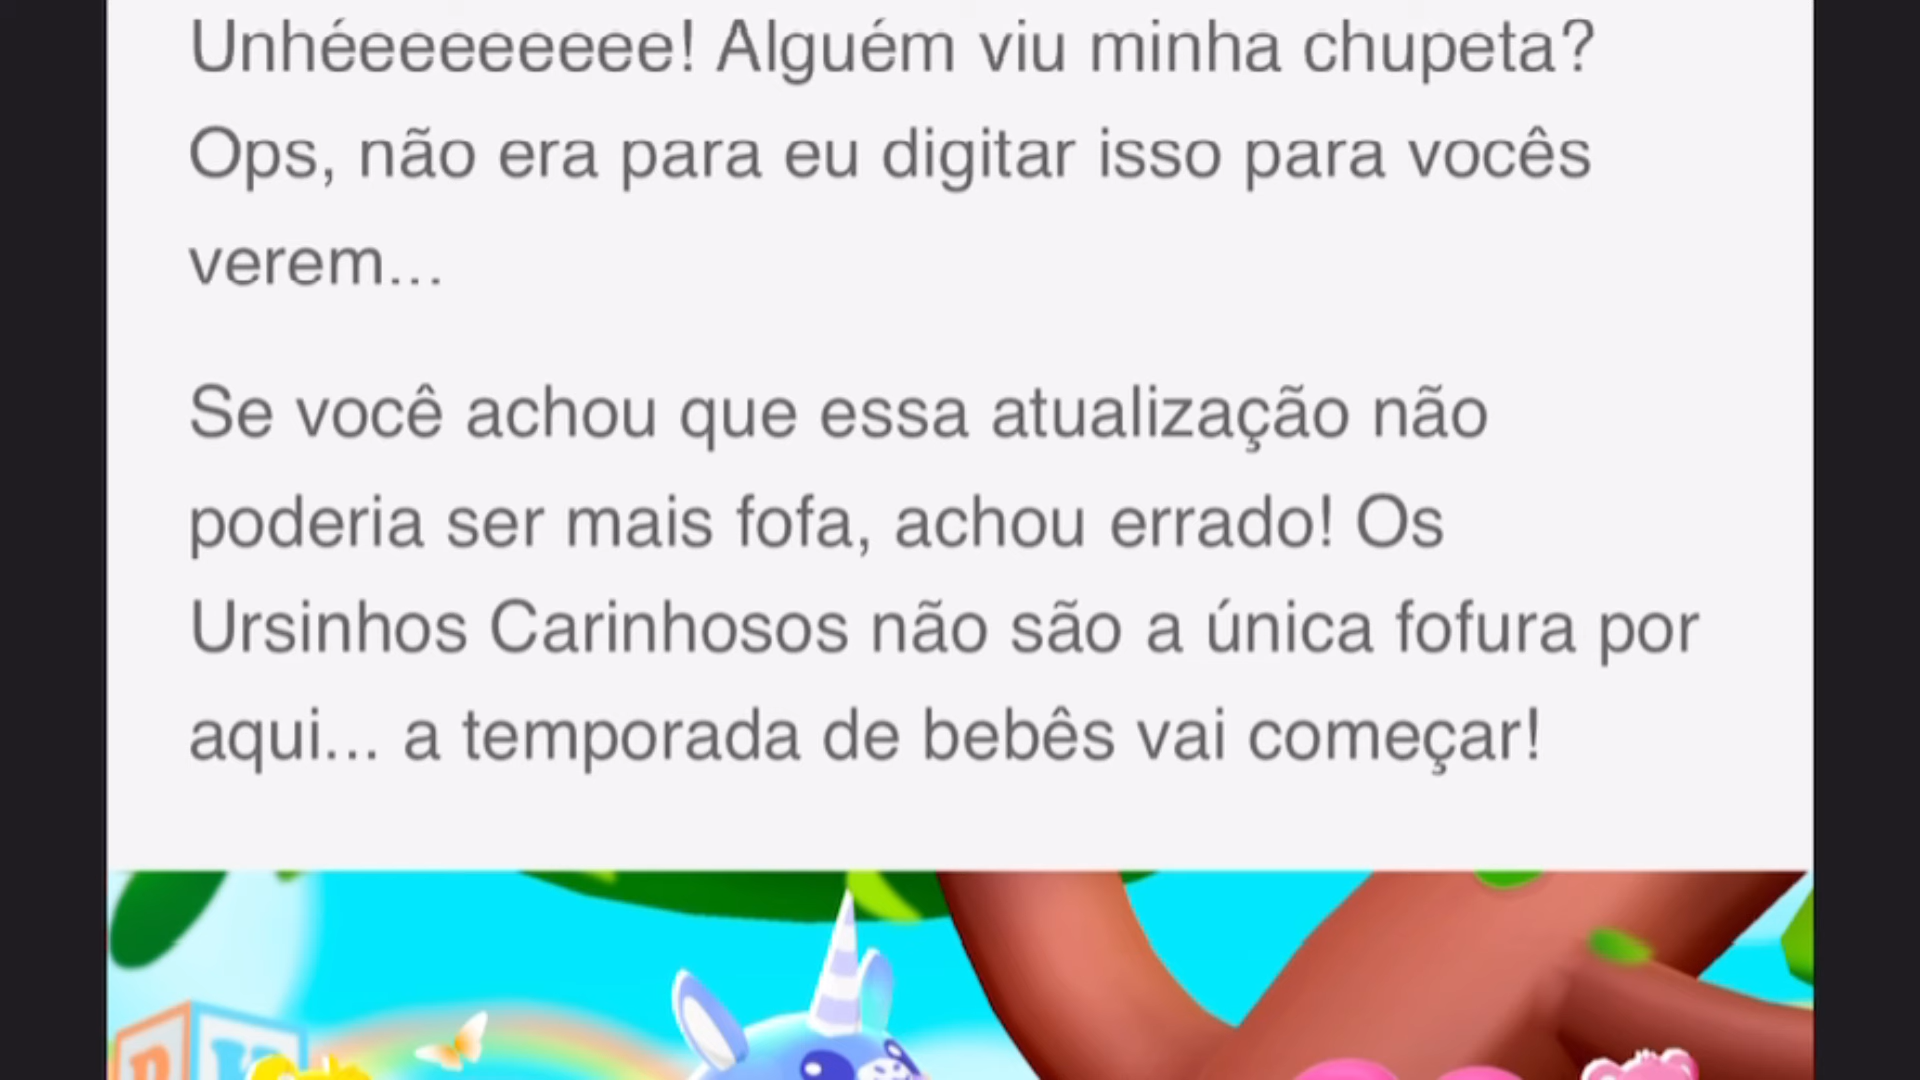 Unhéeeeeeeeee! Alguém viu minha chupeta?
Ops, não era para eu digitar isso para vocês
verem...
Se você achou que essa atualização não
poderia ser mais fofa, achou errado! Os
Ursinhos Carinhosos não são a única fofura por
aqui... a temporada de bebês vai começar!